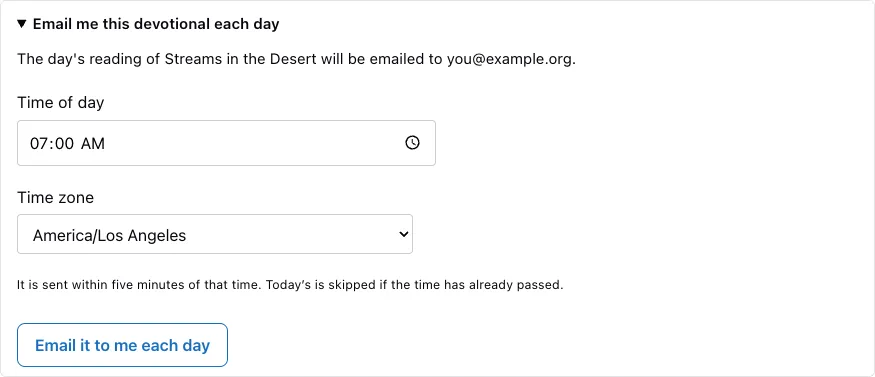 Email me this devotional each day
The day's reading of Streams in the Desert will be emailed to you@example.org.
Time of day
07:00 AM
Time zone
America/Los Angeles
It is sent within five minutes of that time. Today’s is skipped if the time has already passed.
Email it to me each day